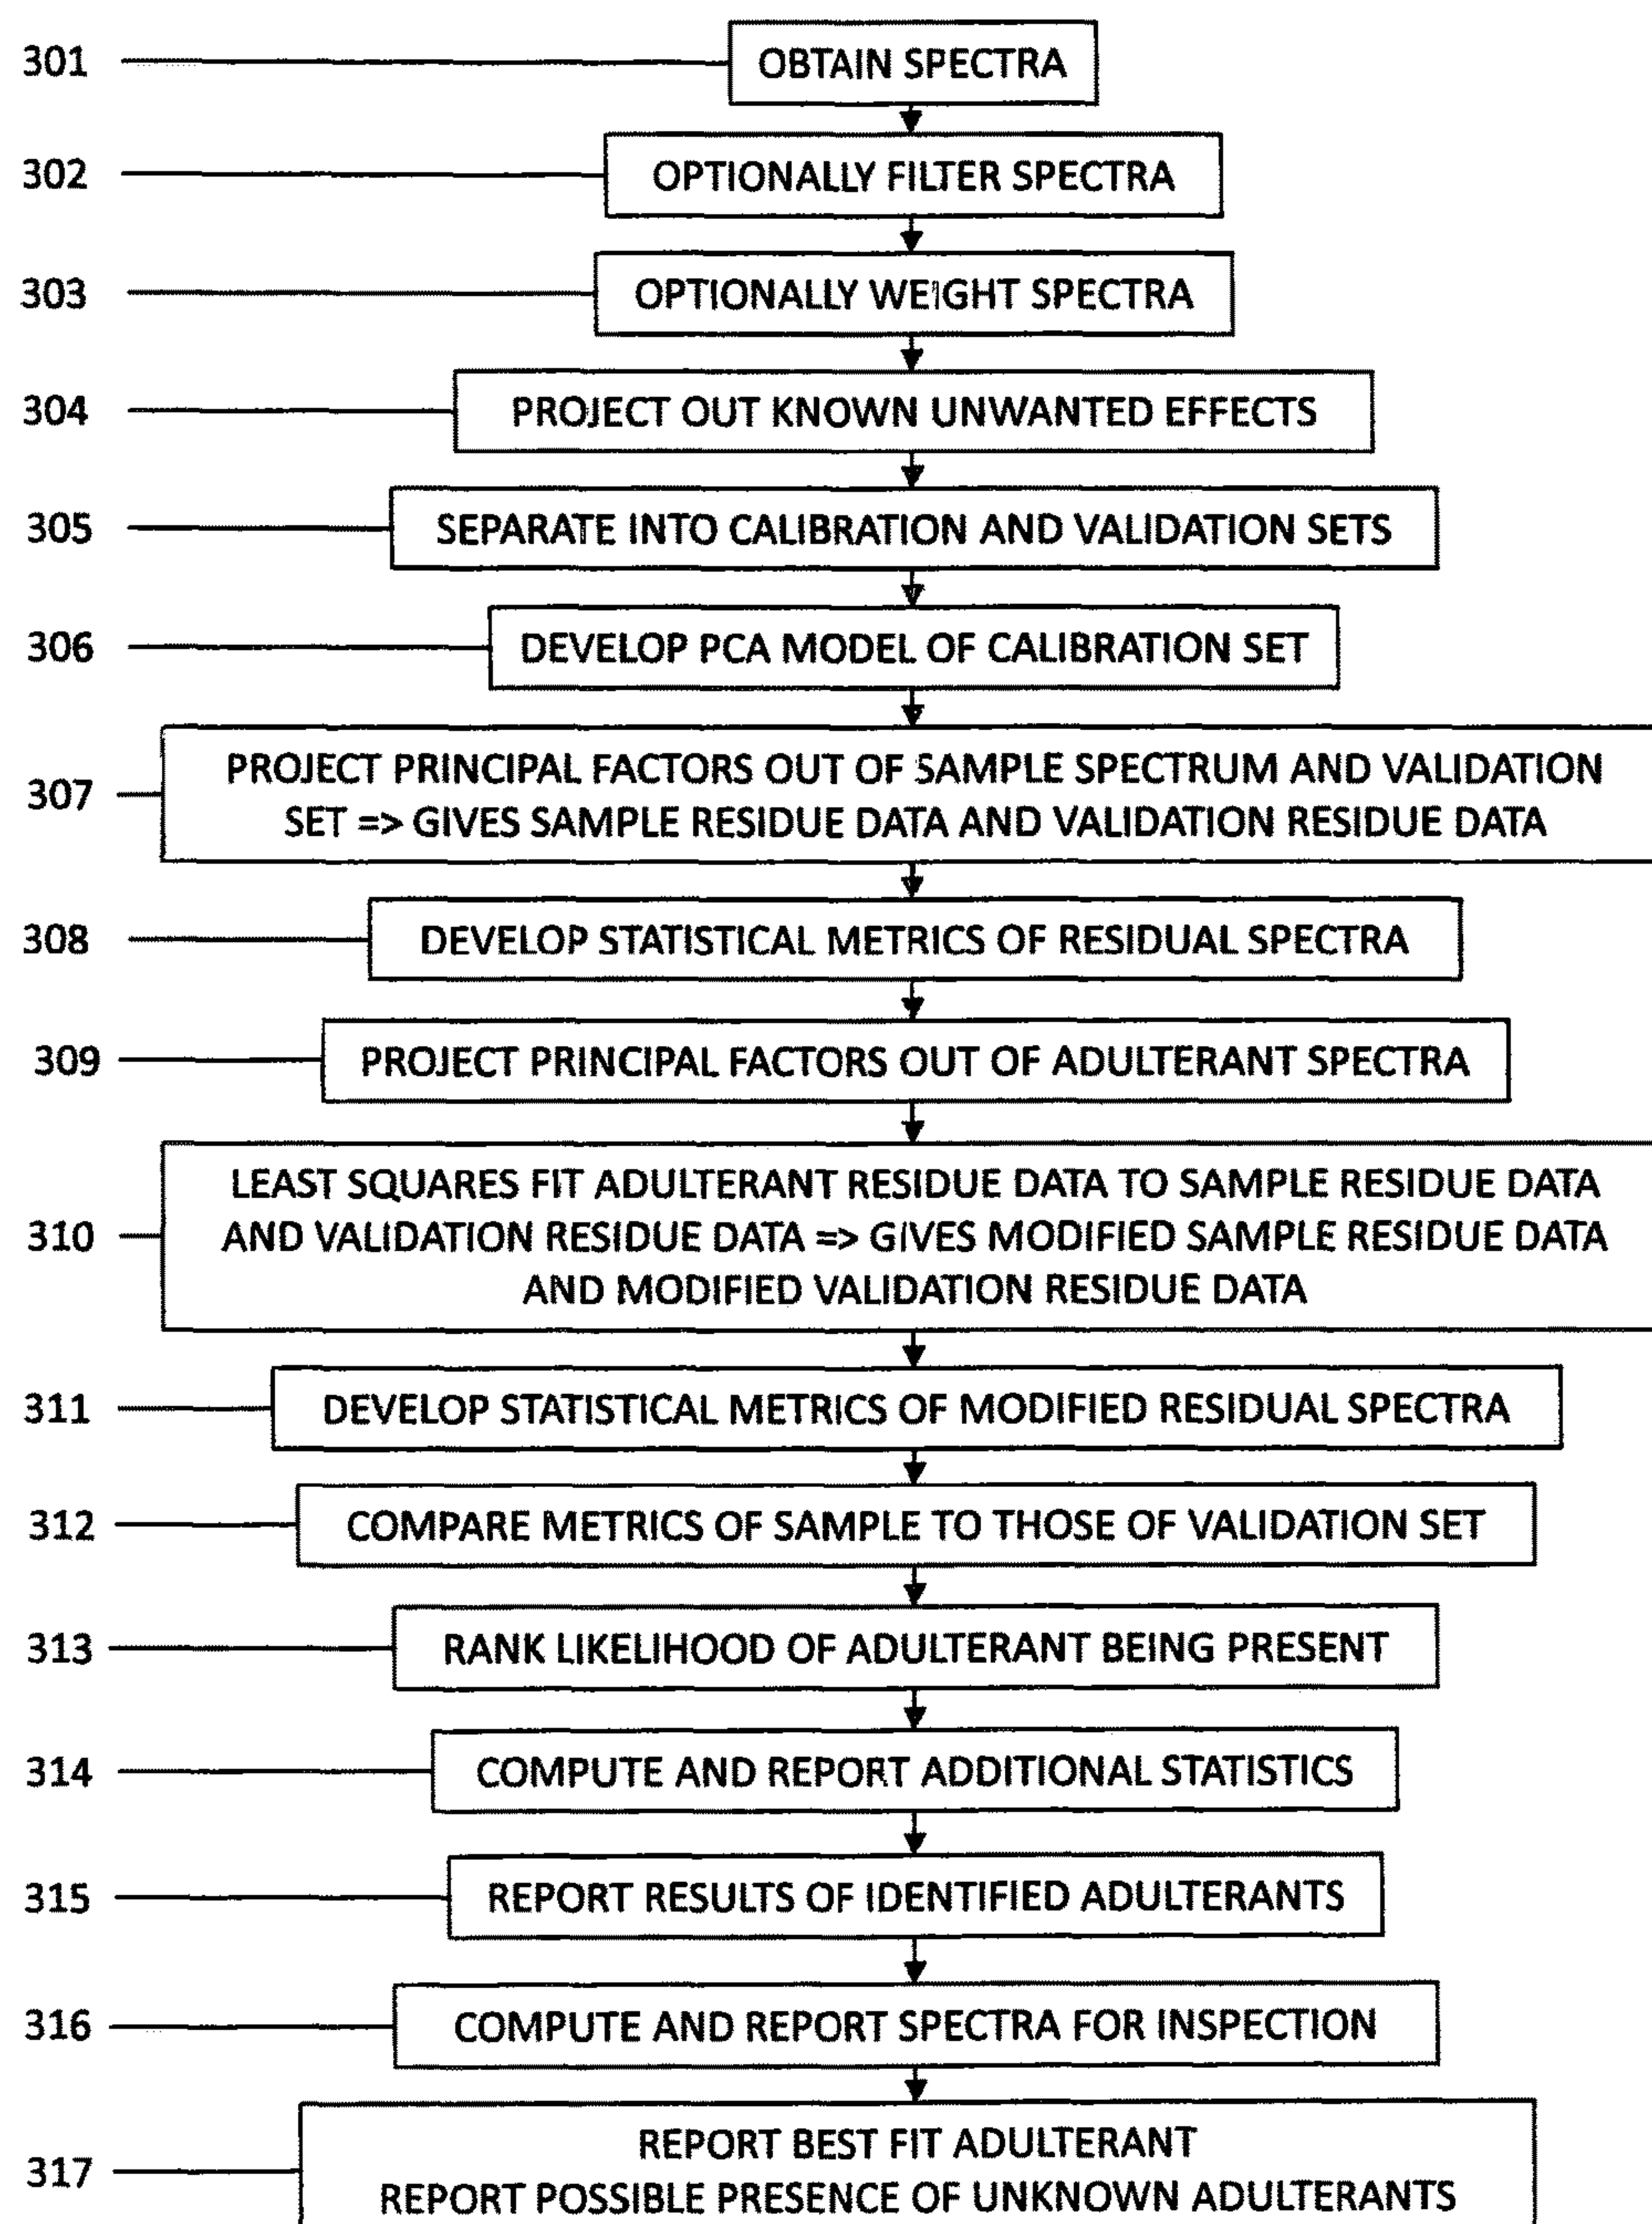 301 OBTAIN SPECTRA
302 OPTIONALLY FILTER SPECTRA
303 OPTIONALLY WEIGHT SPECTRA
304 PROJECT OUT KNOWN UNWANTED EFFECTS
305 SEPARATE INTO CALIBRATION AND VALIDATION SETS
306 DEVELOP PCA MODEL OF CALIBRATION SET
307 PROJECT PRINCIPAL FACTORS OUT OF SAMPLE SPECTRUM AND VALIDATION
SET => GIVES SAMPLE RESIDUE DATA AND VALIDATION RESIDUE DATA
308 DEVELOP STATISTICAL METRICS OF RESIDUAL SPECTRA
309 PROJECT PRINCIPAL FACTORS OUT OF ADULTERANT SPECTRA
310 LEAST SQUARES FIT ADULTERANT RESIDUE DATA TO SAMPLE RESIDUE DATA
AND VALIDATION RESIDUE DATA => GIVES MODIFIED SAMPLE RESIDUE DATA
AND MODIFIED VALIDATION RESIDUE DATA
311 DEVELOP STATISTICAL METRICS OF MODIFIED RESIDUAL SPECTRA
312 COMPARE METRICS OF SAMPLE TO THOSE OF VALIDATION SET
313 RANK LIKELIHOOD OF ADULTERANT BEING PRESENT
314 COMPUTE AND REPORT ADDITIONAL STATISTICS
315 REPORT RESULTS OF IDENTIFIED ADULTERANTS
316 COMPUTE AND REPORT SPECTRA FOR INSPECTION
317 REPORT BEST FIT ADULTERANT
REPORT POSSIBLE PRESENCE OF UNKNOWN ADULTERANTS